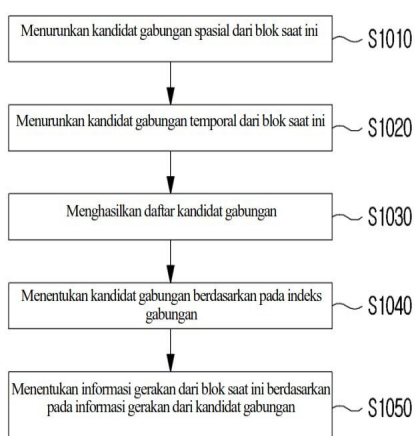 Menurunkan kandidat gabungan spasial dari blok saat ini
S1010
Menurunkan kandidat gabungan temporal dari blok saat ini
S1020
Menghasilkan daftar kandidat gabungan
S1030
Menentukan kandidat gabungan berdasarkan pada indeks
gabungan
S1040
Menentukan informasi gerakan dari blok saat ini berdasarkan
pada informasi gerakan dari kandidat gabungan
S1050